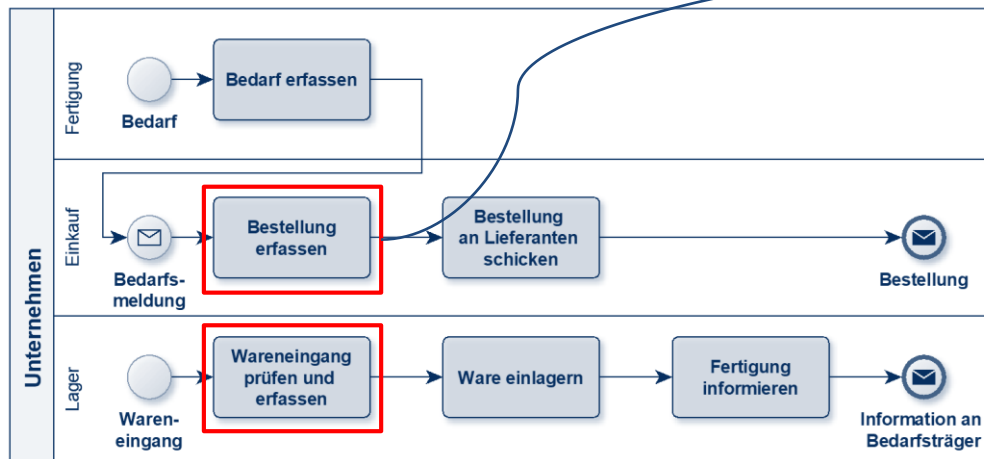 Unternehmen
Fertigung
Bedarf
Bedarf erfassen
Einkauf
Bedarfs-
meldung
Bestellung
erfassen
Bestellung
an Lieferanten
schicken
Bestellung
Lager
Waren-
eingang
Wareneingang
prüfen und
erfassen
Ware einlagern
Fertigung
informieren
Information an
Bedarfsträger